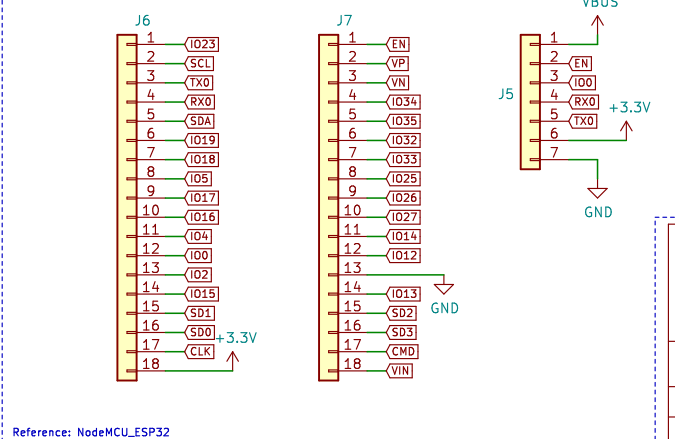 J6
1 IO23
2 SCL
3 TX0
4 RX0
5 SDA
6 IO19
7 IO18
8 IO5
9 IO17
10 IO16
11 IO4
12 IO0
13 IO2
14 IO15
15 SD1
16 SD0
17 CLK
18
+3.3V
J7
1 EN
2 VP
3 VN
4 IO34
5 IO35
6 IO32
7 IO33
8 IO25
9 IO26
10 IO27
11 IO14
12 IO12
13
GND
14 IO13
15 SD2
16 SD3
17 CMD
18 VIN
VBUS
J5
1
2 EN
3 IO0
4 RX0
5 TX0
6
7
+3.3V
GND
Reference: NodeMCU_ESP32